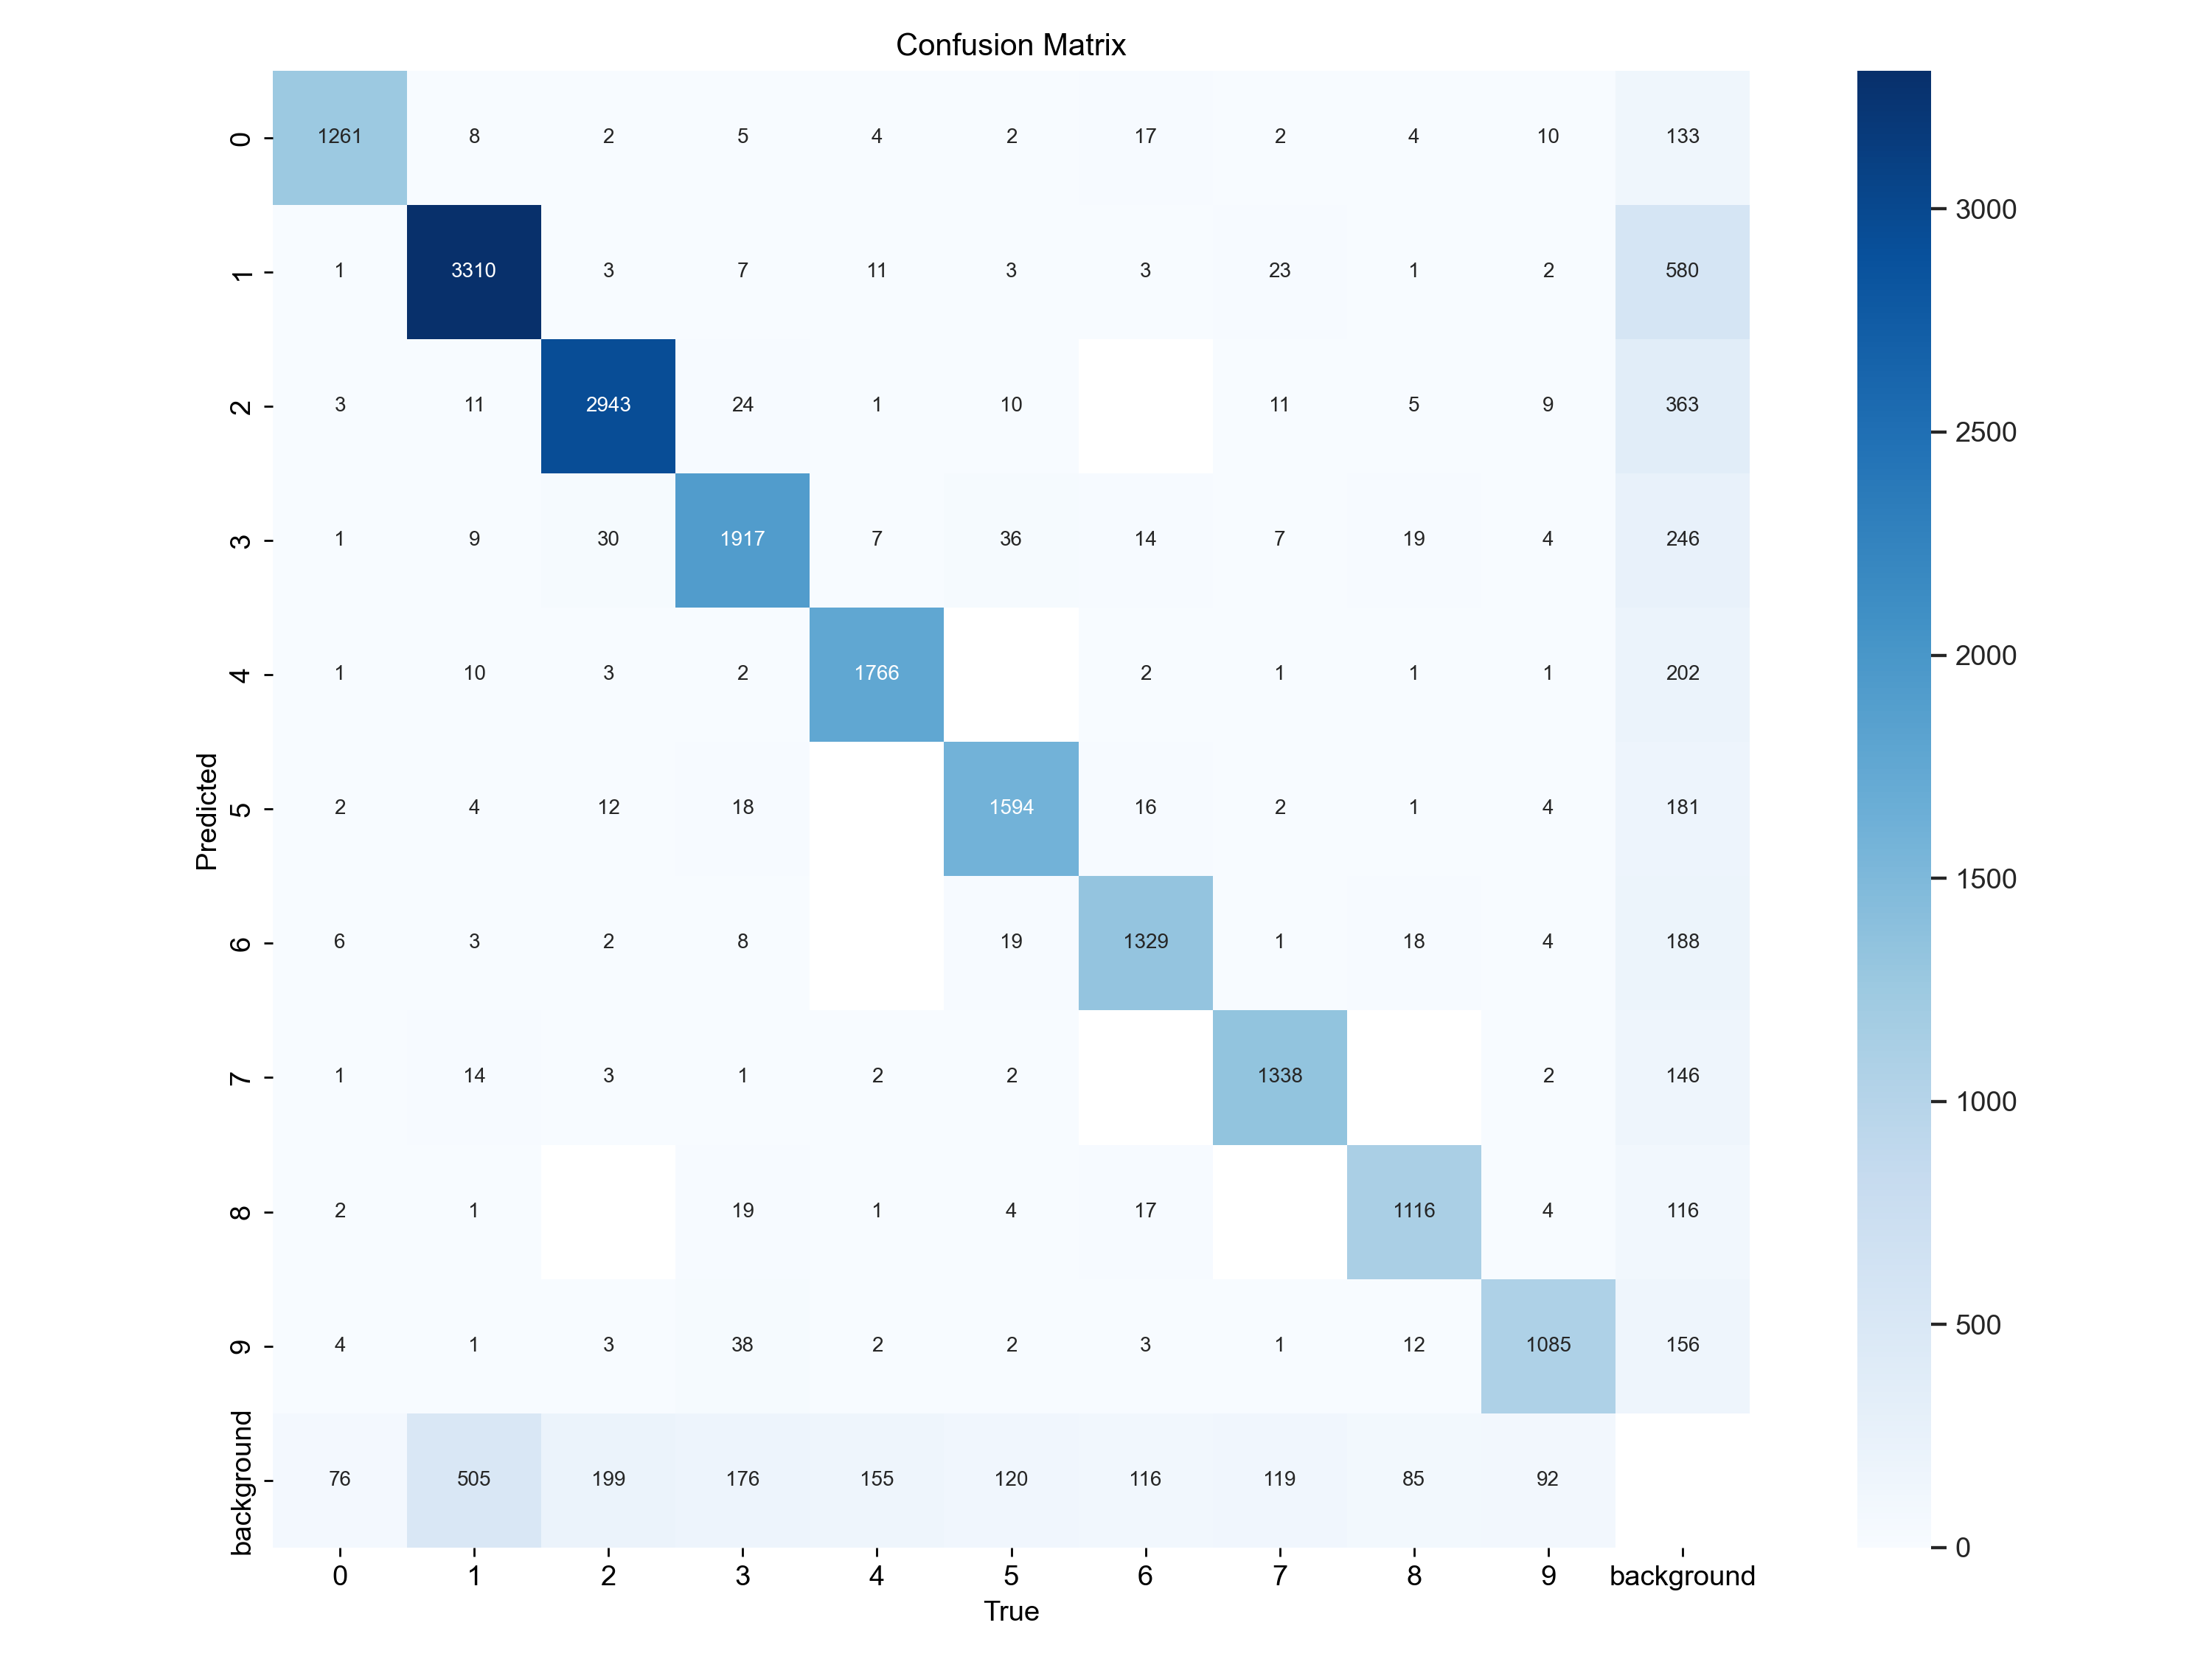 Confusion Matrix
0 1261 8 2 5 4 2 17 2 4 10 133
1 1 3310 3 7 11 3 3 23 1 2 580
2 3 11 2943 24 1 10 11 5 9 363
3 1 9 30 1917 7 36 14 7 19 4 246
4 1 10 3 2 1766 2 1 1 1 202
5 2 4 12 18 1594 16 2 1 4 181
6 6 3 2 8 19 1329 1 18 4 188
7 1 14 3 1 2 2 1338 2 146
8 2 1 19 1 4 17 1116 4 116
9 4 1 3 38 2 2 3 1 12 1085 156
background 76 505 199 176 155 120 116 119 85 92
0 1 2 3 4 5 6 7 8 9 background
True
Predicted
3000
2500
2000
1500
1000
500
0